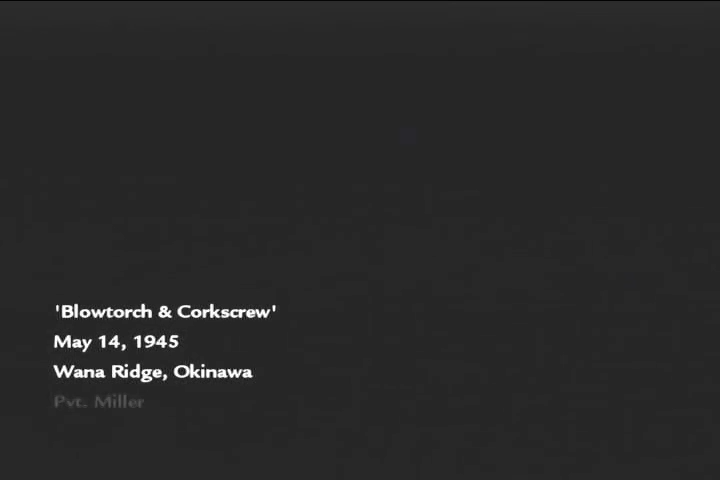 'Blowtorch & Corkscrew'
May 14, 1945
Wana Ridge, Okinawa
Pvt. Miller